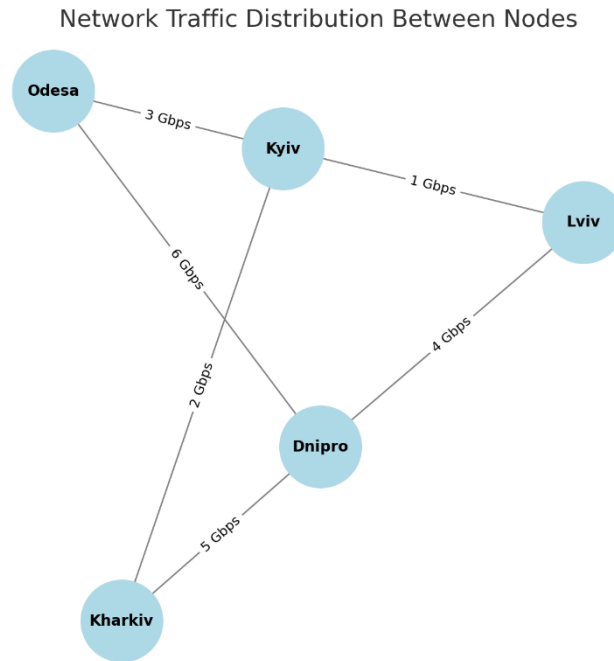 Network Traffic Distribution Between Nodes
Odesa
3 Gbps
Kyiv
1 Gbps
Lviv
6 Gbps
4 Gbps
2 Gbps
Dnipro
5 Gbps
Kharkiv